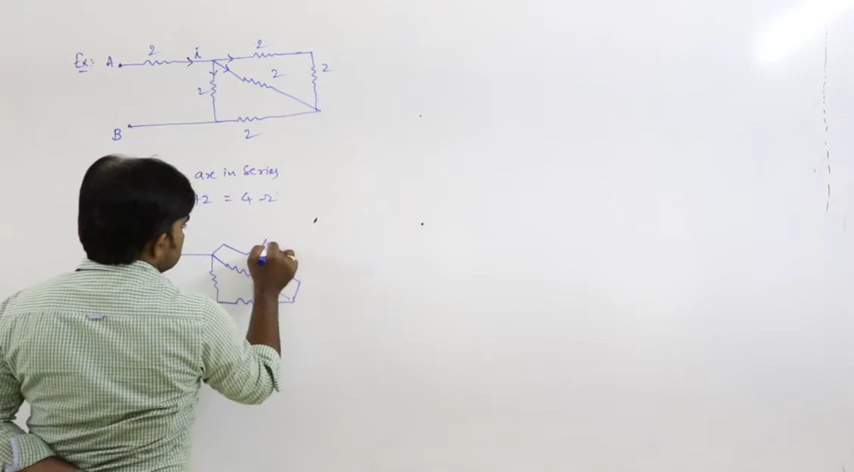 2 i 2
Ex:- A
2 2
2
B 2
are in Series
+2 = 4 Ω